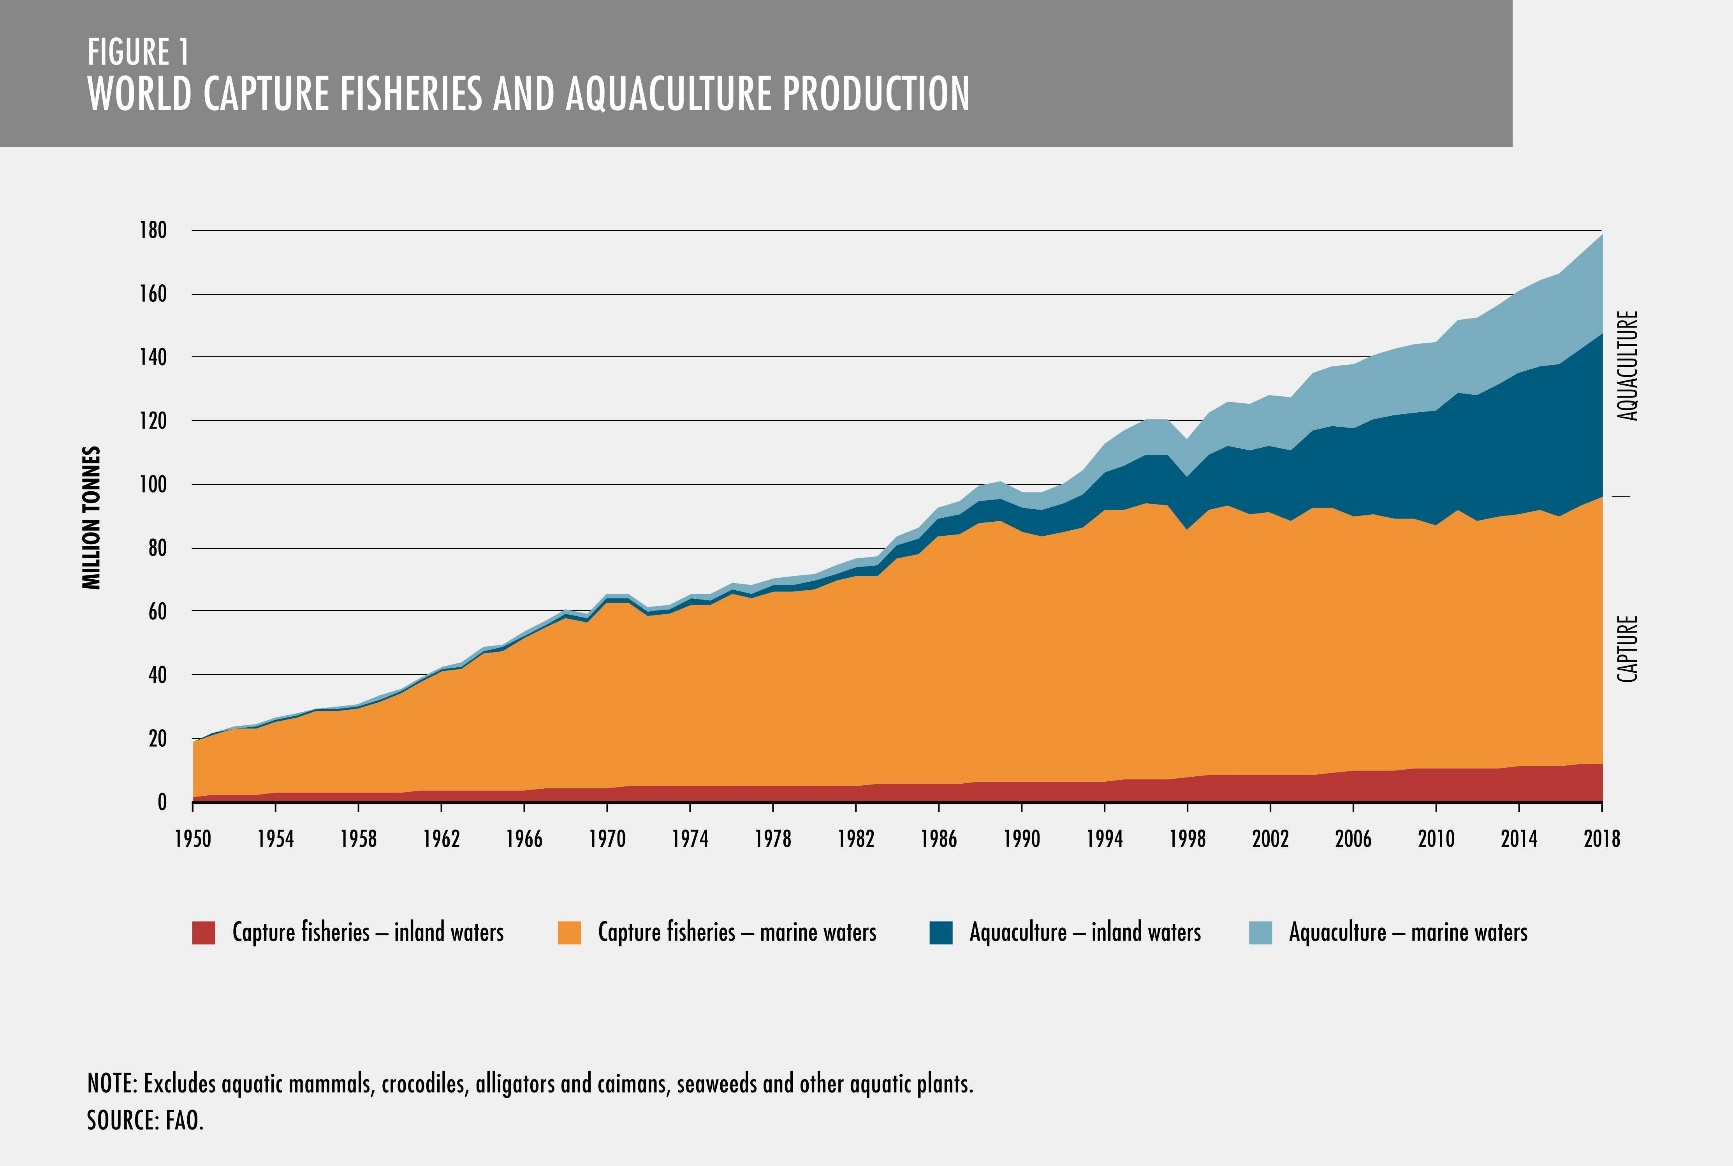 FIGURE 1
WORLD CAPTURE FISHERIES AND AQUACULTURE PRODUCTION
180
160
140
120
100
80
60
40
20
0
MILLION TONNES
AQUACULTURE
CAPTURE
1950 1954 1958 1962 1966 1970 1974 1978 1982 1986 1990 1994 1998 2002 2006 2010 2014 2018
Capture fisheries – inland waters Capture fisheries – marine waters Aquaculture – inland waters Aquaculture – marine waters
NOTE: Excludes aquatic mammals, crocodiles, alligators and caimans, seaweeds and other aquatic plants.
SOURCE: FAO.